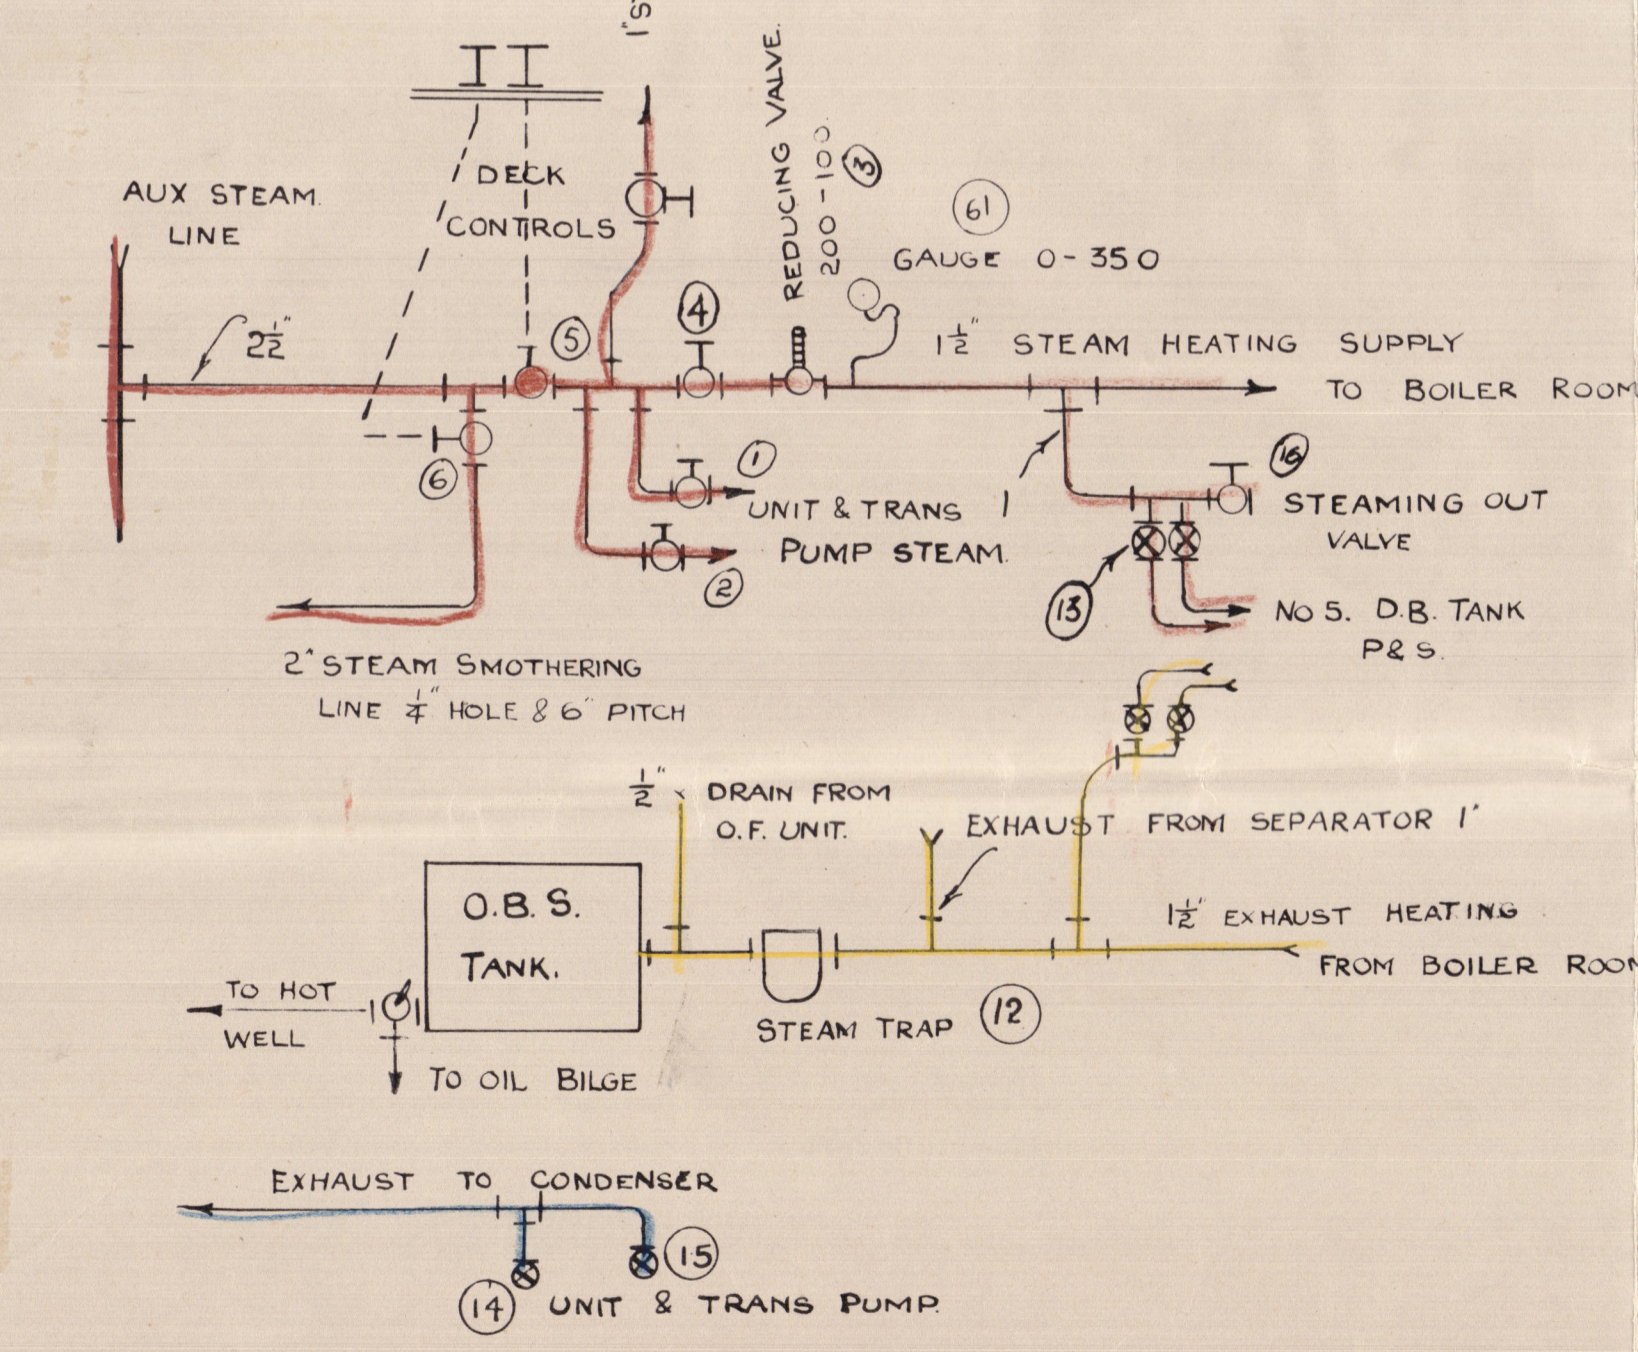 1"S
REDUCING VALVE.
200-100
3
DECK
CONTROLS
AUX STEAM.
LINE
61
GAUGE 0-350
2½"
5
4
1½" STEAM HEATING SUPPLY
TO BOILER ROOM
6
1
UNIT & TRANS
PUMP STEAM.
2
1
16
STEAMING OUT
VALVE
13
NO 5. D.B. TANK
P & S.
2" STEAM SMOTHERING
LINE ¼" HOLE & 6" PITCH
½" DRAIN FROM
O.F. UNIT.
EXHAUST FROM SEPARATOR 1"
O.B.S.
TANK.
1½" EXHAUST HEATING
FROM BOILER ROOM
TO HOT
WELL
STEAM TRAP 12
TO OIL BILGE
EXHAUST TO CONDENSER
15
14 UNIT & TRANS PUMP.